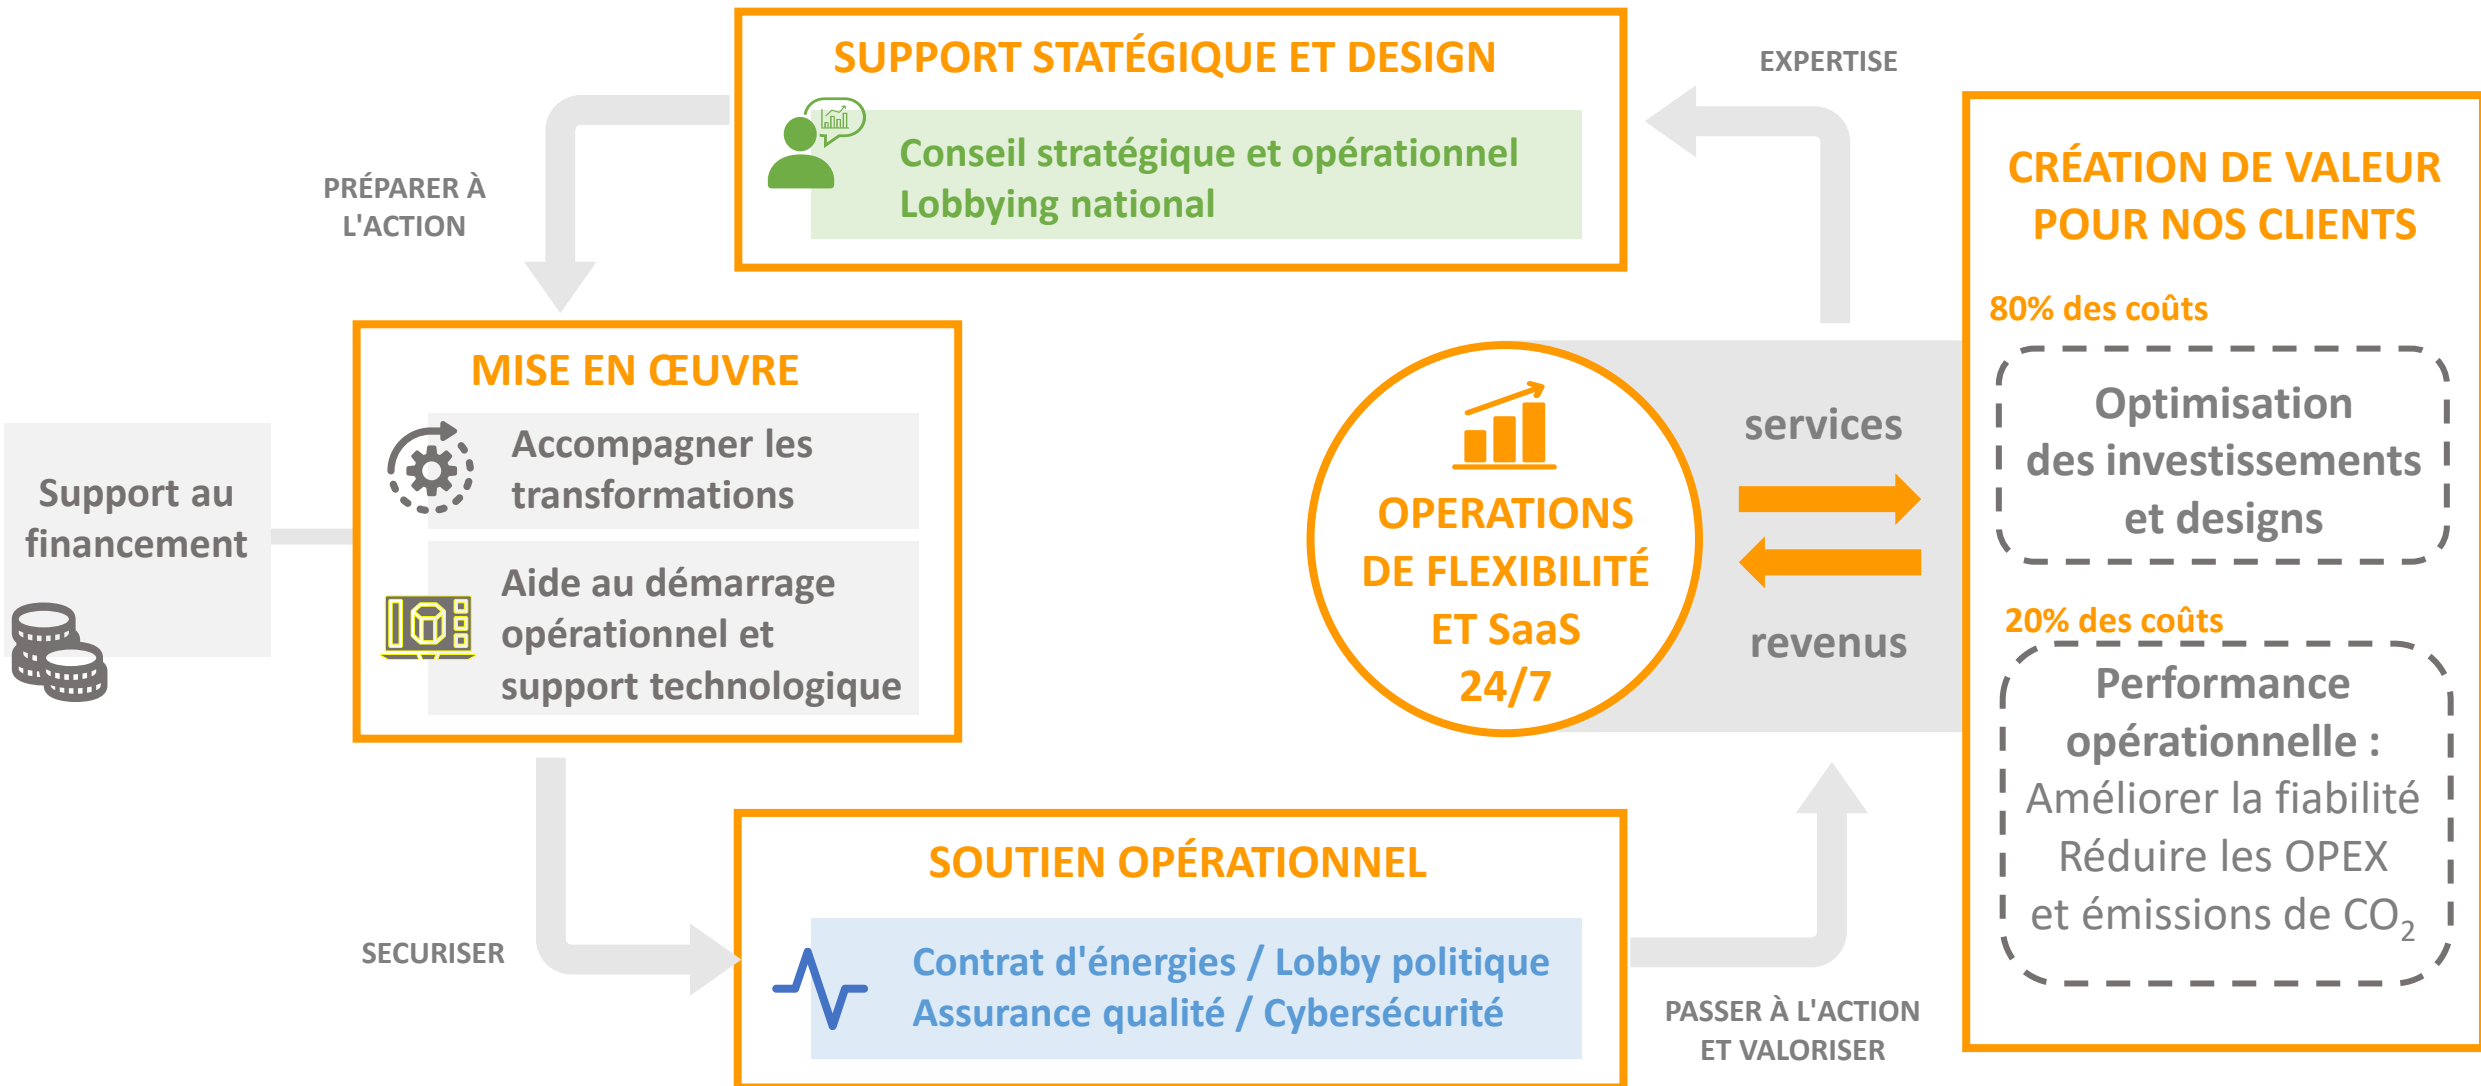 SUPPORT STATÉGIQUE ET DESIGN
Conseil stratégique et opérationnel
Lobbying national
EXPERTISE
PRÉPARER À
L'ACTION
MISE EN ŒUVRE
Accompagner les
transformations
Aide au démarrage
opérationnel et
support technologique
Support au
financement
SECURISER
SOUTIEN OPÉRATIONNEL
Contrat d'énergies / Lobby politique
Assurance qualité / Cybersécurité
PASSER À L'ACTION
ET VALORISER
OPERATIONS
DE FLEXIBILITÉ
ET SaaS
24/7
services
revenus
CRÉATION DE VALEUR
POUR NOS CLIENTS
80% des coûts
Optimisation
des investissements
et designs
20% des coûts
Performance
opérationnelle :
Améliorer la fiabilité
Réduire les OPEX
et émissions de CO₂